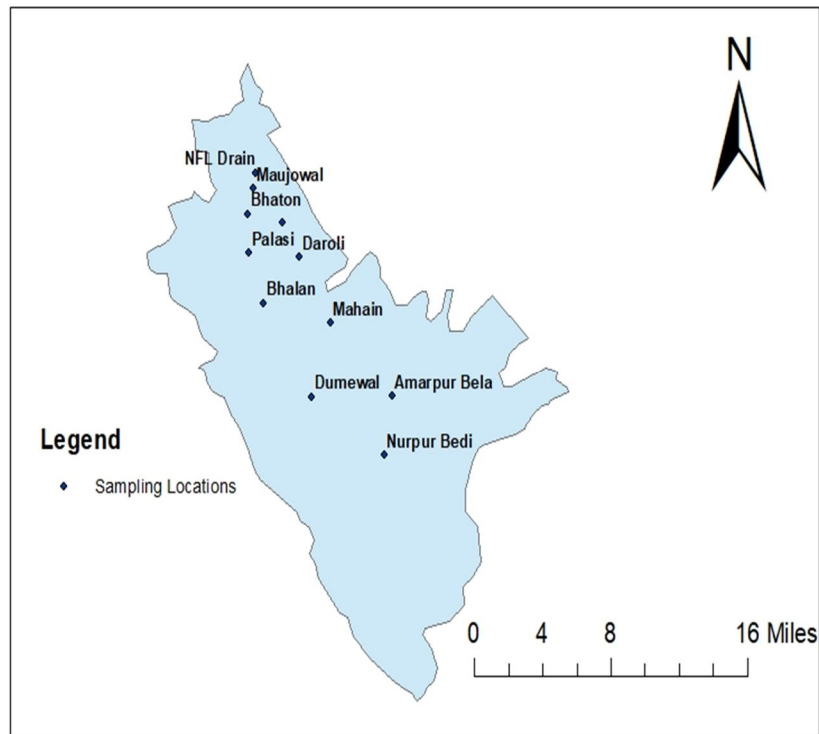 N
NFL Drain
Maujowal
Bhaton
Palasi
Daroli
Bhalan
Mahain
Dumewal
Amarpur Bela
Nurpur Bedi
Legend
Sampling Locations
0 4 8 16 Miles